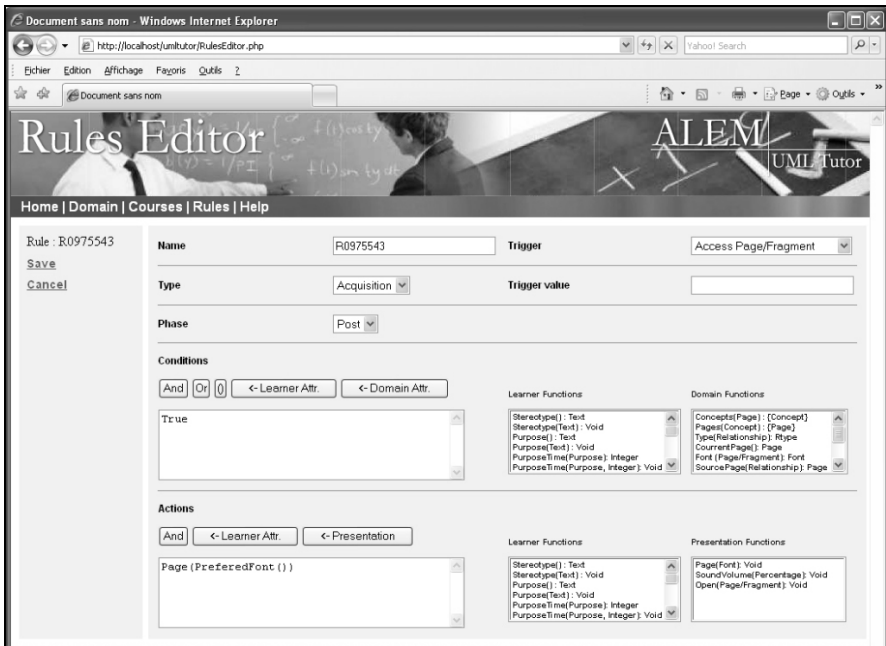 Document sans nom - Windows Internet Explorer
http://localhost/umltutor/RulesEditor.php
Yahoo! Search
Fichier Edition Affichage Favoris Outils ?
Document sans nom
Page Outils »
Rules Editor
ALEM
UML Tutor
Home | Domain | Courses | Rules | Help
Rule : R0975543
Save
Cancel
Name R0975543 Trigger Access Page/Fragment
Type Acquisition Trigger value
Phase Post
Conditions
And Or () <- Learner Attr. <- Domain Attr.
Learner Functions Domain Functions
True
Stereotype() : Text
Stereotype(Text) : Void
Purpose() : Text
Purpose(Text) : Void
PurposeTime(Purpose): Integer
PurposeTime(Purpose, Integer): Void
Concepts(Page) : {Concept}
Pages(Concept) : {Page}
Type(Relationship): Rtype
CourrentPage(): Page
Font (Page/Fragment): Font
SourcePage(Relationship): Page
Actions
And <- Learner Attr. <- Presentation
Learner Functions Presentation Functions
Page(PreferedFont())
Stereotype() : Text
Stereotype(Text) : Void
Purpose() : Text
Purpose(Text) : Void
PurposeTime(Purpose): Integer
PurposeTime(Purpose, Integer): Void
Page(Font): Void
SoundVolume(Percentage): Void
Open(Page/Fragment): Void